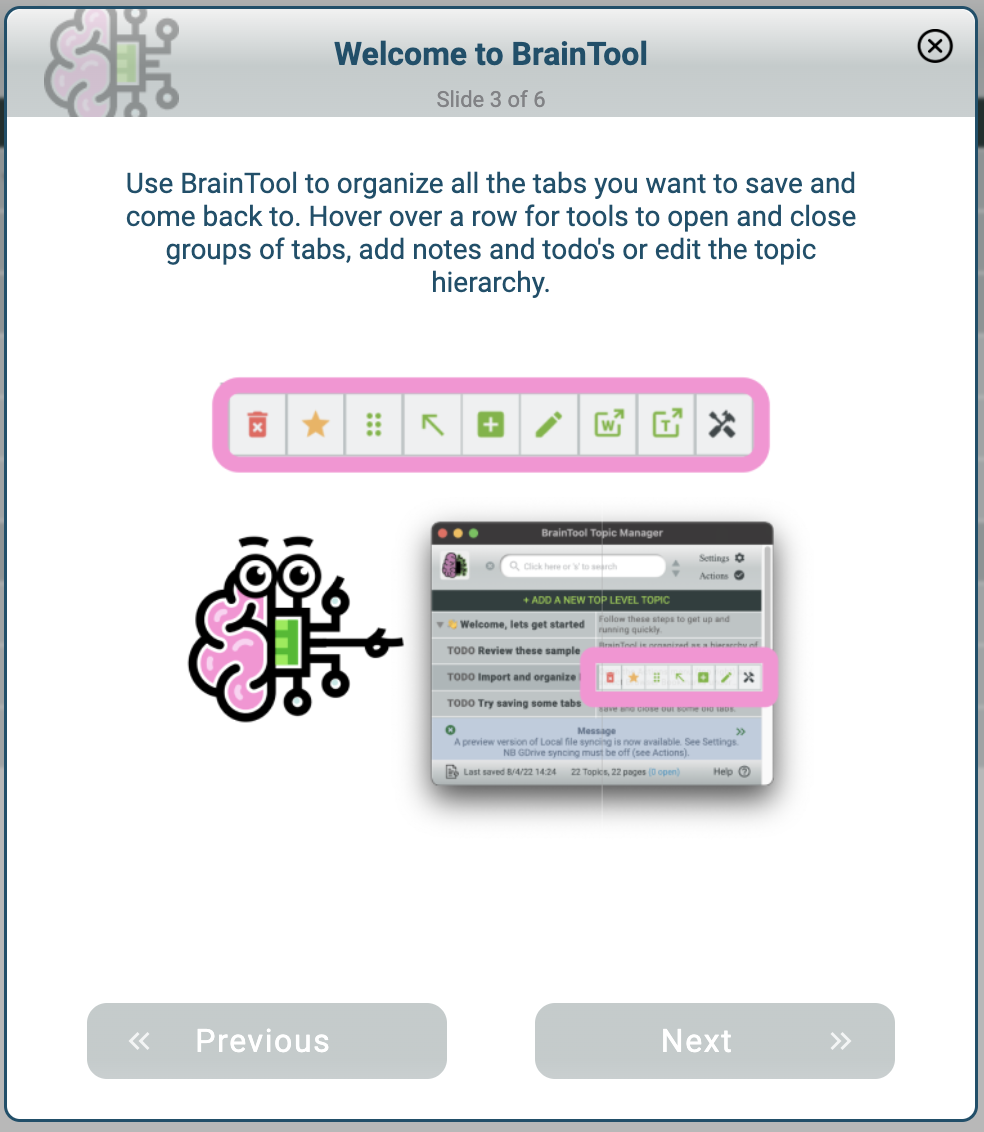 Welcome to BrainTool
Slide 3 of 6
Use BrainTool to organize all the tabs you want to save and
come back to. Hover over a row for tools to open and close
groups of tabs, add notes and todo's or edit the topic
hierarchy.
W
T
BrainTool Topic Manager
Click here or 's' to search
Settings
Actions
+ ADD A NEW TOP LEVEL TOPIC
Welcome, lets get started
Follow these steps to get up and
running quickly.
TODO Review these sample
BrainTool is organized as a hierarchy of
TODO Import and organize
TODO Try saving some tabs
save and close out some old tabs.
Message
A preview version of Local file syncing is now available. See Settings.
NB GDrive syncing must be off (see Actions).
Last saved 8/4/22 14:24
22 Topics, 22 pages (0 open)
Help
Previous
Next